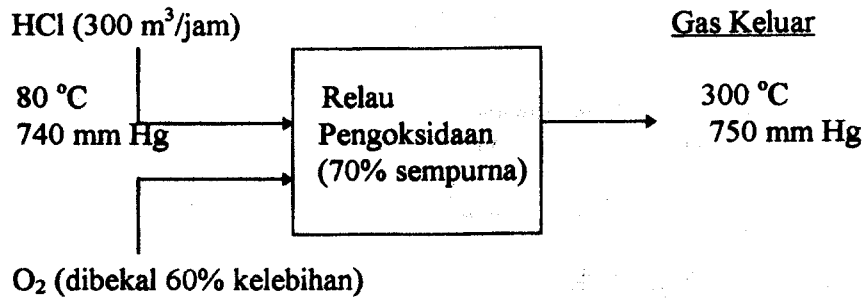 HCl (300 m³/jam)
80 °C
740 mm Hg
Relau
Pengoksidaan
(70% sempurna)
Gas Keluar
300 °C
750 mm Hg
O₂ (dibekal 60% kelebihan)